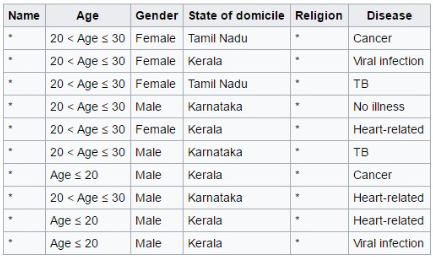 Name Age Gender State of domicile Religion Disease
* 20 < Age ≤ 30 Female Tamil Nadu * Cancer
* 20 < Age ≤ 30 Female Kerala * Viral infection
* 20 < Age ≤ 30 Female Tamil Nadu * TB
* 20 < Age ≤ 30 Male Karnataka * No illness
* 20 < Age ≤ 30 Female Kerala * Heart-related
* 20 < Age ≤ 30 Male Karnataka * TB
* Age ≤ 20 Male Kerala * Cancer
* 20 < Age ≤ 30 Male Karnataka * Heart-related
* Age ≤ 20 Male Kerala * Heart-related
* Age ≤ 20 Male Kerala * Viral infection